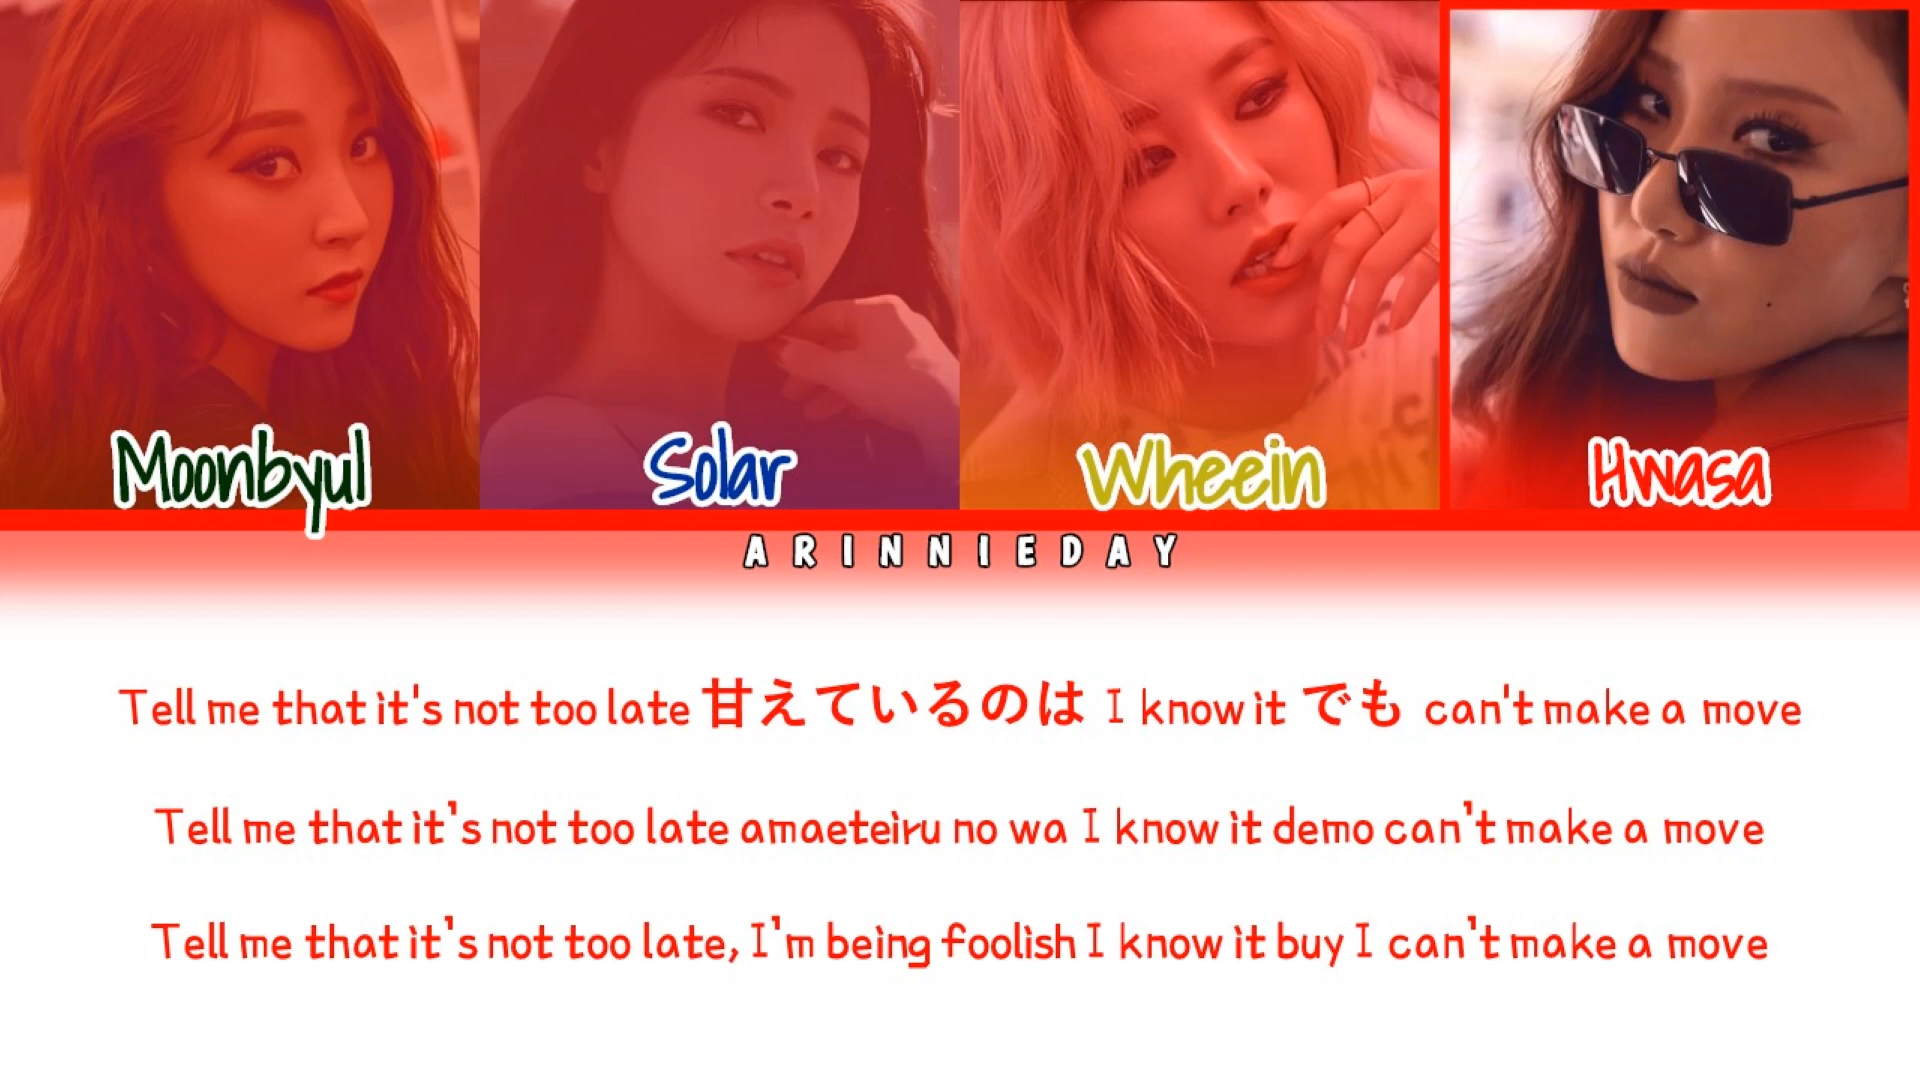 Moonbyul
Solar
Wheein
Hwasa
ARINNIEDAY
Tell me that it's not too late 甘えているのは I know it でも can't make a move
Tell me that it's not too late amaeteiru no wa I know it demo can't make a move
Tell me that it's not too late, I'm being foolish I know it buy I can't make a move